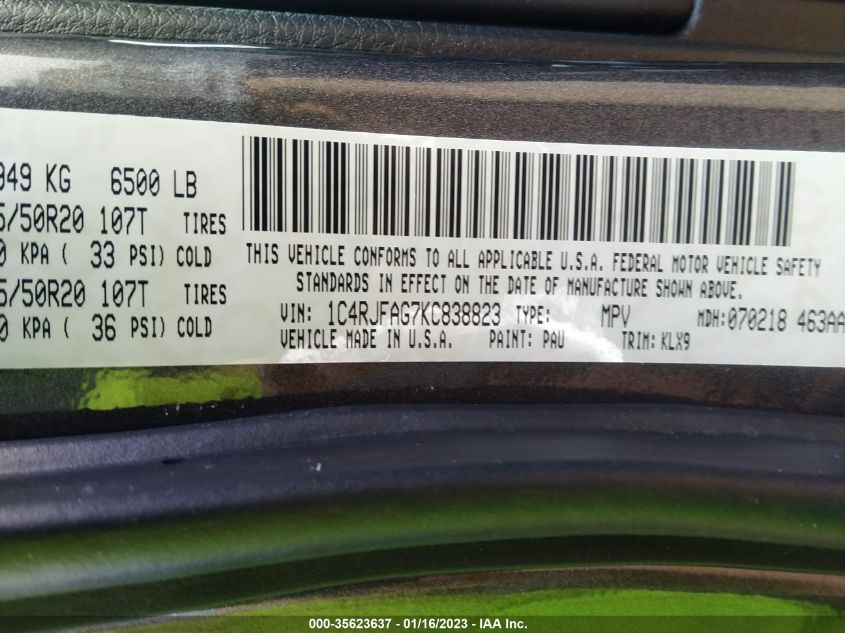 949 KG 6500 LB
5/50R20 107T TIRES
0 KPA ( 33 PSI) COLD
5/50R20 107T TIRES
0 KPA ( 36 PSI) COLD
THIS VEHICLE CONFORMS TO ALL APPLICABLE U.S.A. FEDERAL MOTOR VEHICLE SAFETY
STANDARDS IN EFFECT ON THE DATE OF MANUFACTURE SHOWN ABOVE.
VIN: 1C4RJFAG7KC838823 TYPE: MPV MDH:070218 463AA
VEHICLE MADE IN U.S.A. PAINT: PAU TRIM: KLX9
000-35623637 - 01/16/2023 - IAA Inc.